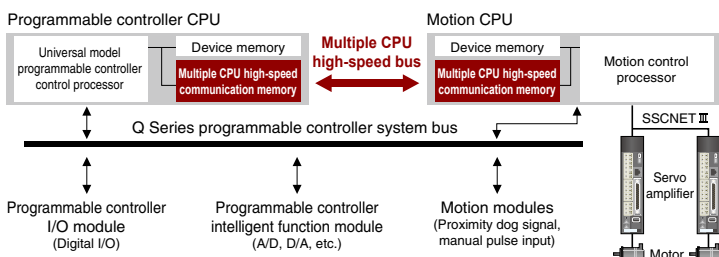 Programmable controller CPU
Motion CPU
Universal model
programmable controller
control processor
Device memory
Multiple CPU high-speed
communication memory
Multiple CPU
high-speed bus
Device memory
Multiple CPU high-speed
communication memory
Motion control
processor
Q Series programmable controller system bus
SSCNET III
Servo
amplifier
Programmable controller
I/O module
(Digital I/O)
Programmable controller
intelligent function module
(A/D, D/A, etc.)
Motion modules
(Proximity dog signal,
manual pulse input)
Motor